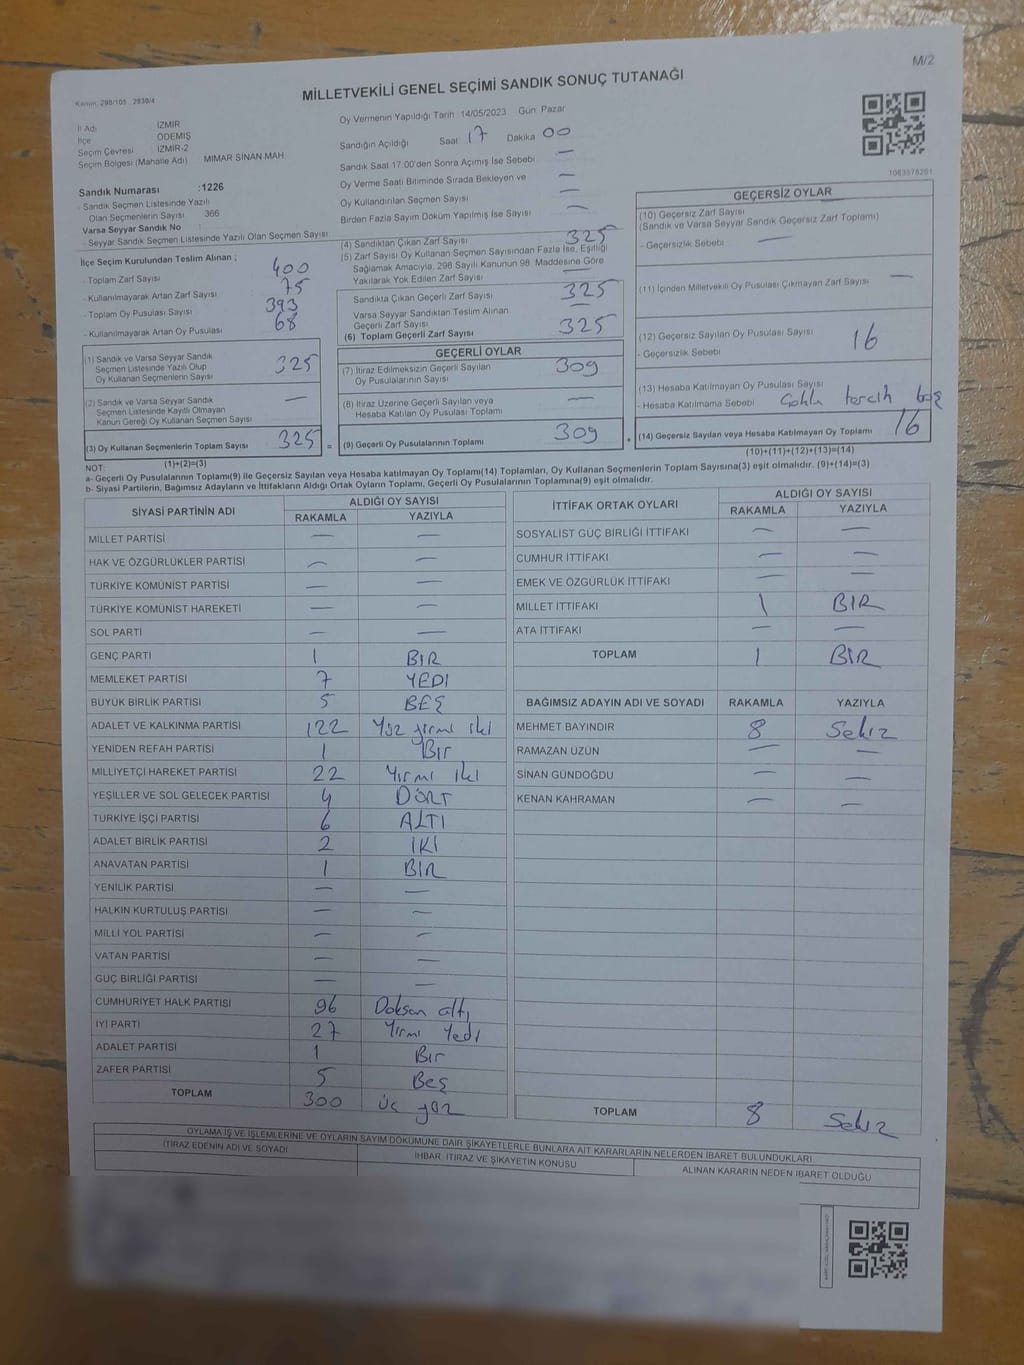 M/2
MİLLETVEKİLİ GENEL SEÇİMİ SANDIK SONUÇ TUTANAĞI
Kanun: 298/105 , 2839/4
İl Adı İZMİR
İlçe ÖDEMİŞ
Seçim Çevresi İZMİR-2
Seçim Bölgesi (Mahalle Adı) MİMAR SİNAN MAH
Sandık Numarası :1226
- Sandık Seçmen Listesinde Yazılı
Olan Seçmenlerin Sayısı 366
Varsa Seyyar Sandık No
- Seyyar Sandık Seçmen Listesinde Yazılı Olan Seçmen Sayısı:
Oy Vermenin Yapıldığı Tarih: 14/05/2023 Gün: Pazar
Sandığın Açıldığı Saat: 17 Dakika 00
Sandık Saat 17:00'den Sonra Açımış İse Sebebi —
Oy Verme Saati Bitiminde Sırada Bekleyen ve —
Oy Kullandırılan Seçmen Sayısı —
Birden Fazla Sayım Döküm Yapılmış İse Sayısı —
1083578201
İlçe Seçim Kurulundan Teslim Alınan ;
- Toplam Zarf Sayısı 400
- Kullanılmayarak Artan Zarf Sayısı 75
- Toplam Oy Pusulası Sayısı 393
- Kullanılmayarak Artan Oy Pusulası 68
(1) Sandık ve Varsa Seyyar Sandık
Seçmen Listesinde Yazılı Olup
Oy Kullanan Seçmenlerin Sayısı 325
(2) Sandık ve Varsa Seyyar Sandık
Seçmen Listesinde Kayıtlı Olmayan
Kanun Gereği Oy Kullanan Seçmen Sayısı —
(3) Oy Kullanan Seçmenlerin Toplam Sayısı 325 =
(1)+(2)=(3)
(4) Sandıktan Çıkan Zarf Sayısı 325
(5) Zarf Sayısı Oy Kullanan Seçmen Sayısından Fazla İse, Eşitliği
Sağlamak Amacıyla, 298 Sayılı Kanunun 98. Maddesine Göre
Yakılarak Yok Edilen Zarf Sayısı —
Sandıkta Çıkan Geçerli Zarf Sayısı 325
Varsa Seyyar Sandıktan Teslim Alınan
Geçerli Zarf Sayısı —
(6) Toplam Geçerli Zarf Sayısı 325
GEÇERLİ OYLAR
(7) İtiraz Edilmeksizin Geçerli Sayılan
Oy Pusulalarının Sayısı 309
(8) İtiraz Üzerine Geçerli Sayılan veya
Hesaba Katılan Oy Pusulası Toplamı —
(9) Geçerli Oy Pusulalarının Toplamı 309 +
GEÇERSİZ OYLAR
(10) Geçersiz Zarf Sayısı
(Sandık ve Varsa Seyyar Sandık Geçersiz Zarf Toplamı)
- Geçersizlik Sebebi —
(11) İçinden Milletvekili Oy Pusulası Çıkmayan Zarf Sayısı —
(12) Geçersiz Sayılan Oy Pusulası Sayısı 16
- Geçersizlik Sebebi
(13) Hesaba Katılmayan Oy Pusulası Sayısı
- Hesaba Katılmama Sebebi Çoklu tercih boş
(14) Geçersiz Sayılan veya Hesaba Katılmayan Oy Toplamı 16
(10)+(11)+(12)+(13)=(14)
NOT:
a- Geçerli Oy Pusulalarının Toplamı(9) ile Geçersiz Sayılan veya Hesaba katılmayan Oy Toplamı(14) Toplamları, Oy Kullanan Seçmenlerin Toplam Sayısına(3) eşit olmalıdır. (9)+(14)=(3)
b- Siyasi Partilerin, Bağımsız Adayların ve İttifakların Aldığı Ortak Oyların Toplamı, Geçerli Oy Pusulalarının Toplamına(9) eşit olmalıdır.
SİYASİ PARTİNİN ADI ALDIĞI OY SAYISI
RAKAMLA YAZIYLA
MİLLET PARTİSİ — —
HAK VE ÖZGÜRLÜKLER PARTİSİ — —
TÜRKİYE KOMÜNİST PARTİSİ — —
TÜRKİYE KOMÜNİST HAREKETİ — —
SOL PARTİ — —
GENÇ PARTİ 1 BİR
MEMLEKET PARTİSİ 7 YEDİ
BÜYÜK BİRLİK PARTİSİ 5 BEŞ
ADALET VE KALKINMA PARTİSİ 122 Yüz yirmi iki
YENİDEN REFAH PARTİSİ 1 Bir
MİLLİYETÇİ HAREKET PARTİSİ 22 Yirmi iki
YEŞİLLER VE SOL GELECEK PARTİSİ 4 DÖRT
TÜRKİYE İŞÇİ PARTİSİ 6 ALTI
ADALET BİRLİK PARTİSİ 2 İKİ
ANAVATAN PARTİSİ 1 BİR
YENİLİK PARTİSİ — —
HALKIN KURTULUŞ PARTİSİ — —
MİLLİ YOL PARTİSİ — —
VATAN PARTİSİ — —
GÜÇ BİRLİĞİ PARTİSİ — —
CUMHURİYET HALK PARTİSİ 96 Doksan altı
İYİ PARTİ 27 Yirmi Yedi
ADALET PARTİSİ 1 Bir
ZAFER PARTİSİ 5 Beş
TOPLAM 300 Üç yüz
İTTİFAK ORTAK OYLARI ALDIĞI OY SAYISI
RAKAMLA YAZIYLA
SOSYALİST GÜÇ BİRLİĞİ İTTİFAKI — —
CUMHUR İTTİFAKI — —
EMEK VE ÖZGÜRLÜK İTTİFAKI — —
MİLLET İTTİFAKI 1 BİR
ATA İTTİFAKI — —
TOPLAM 1 BİR
BAĞIMSIZ ADAYIN ADI VE SOYADI RAKAMLA YAZIYLA
MEHMET BAYINDIR 8 Sekiz
RAMAZAN UZUN — —
SİNAN GÜNDOĞDU — —
KENAN KAHRAMAN — —
TOPLAM 8 Sekiz
OYLAMA İŞ VE İŞLEMLERİNE VE OYLARIN SAYIM DÖKÜMÜNE DAİR ŞİKAYETLERLE BUNLARA AİT KARARLARIN NELERDEN İBARET BULUNDUKLARI
İTİRAZ EDENİN ADI VE SOYADI İHBAR İTİRAZ VE ŞİKAYETİN KONUSU ALINAN KARARIN NEDEN İBARET OLDUĞU